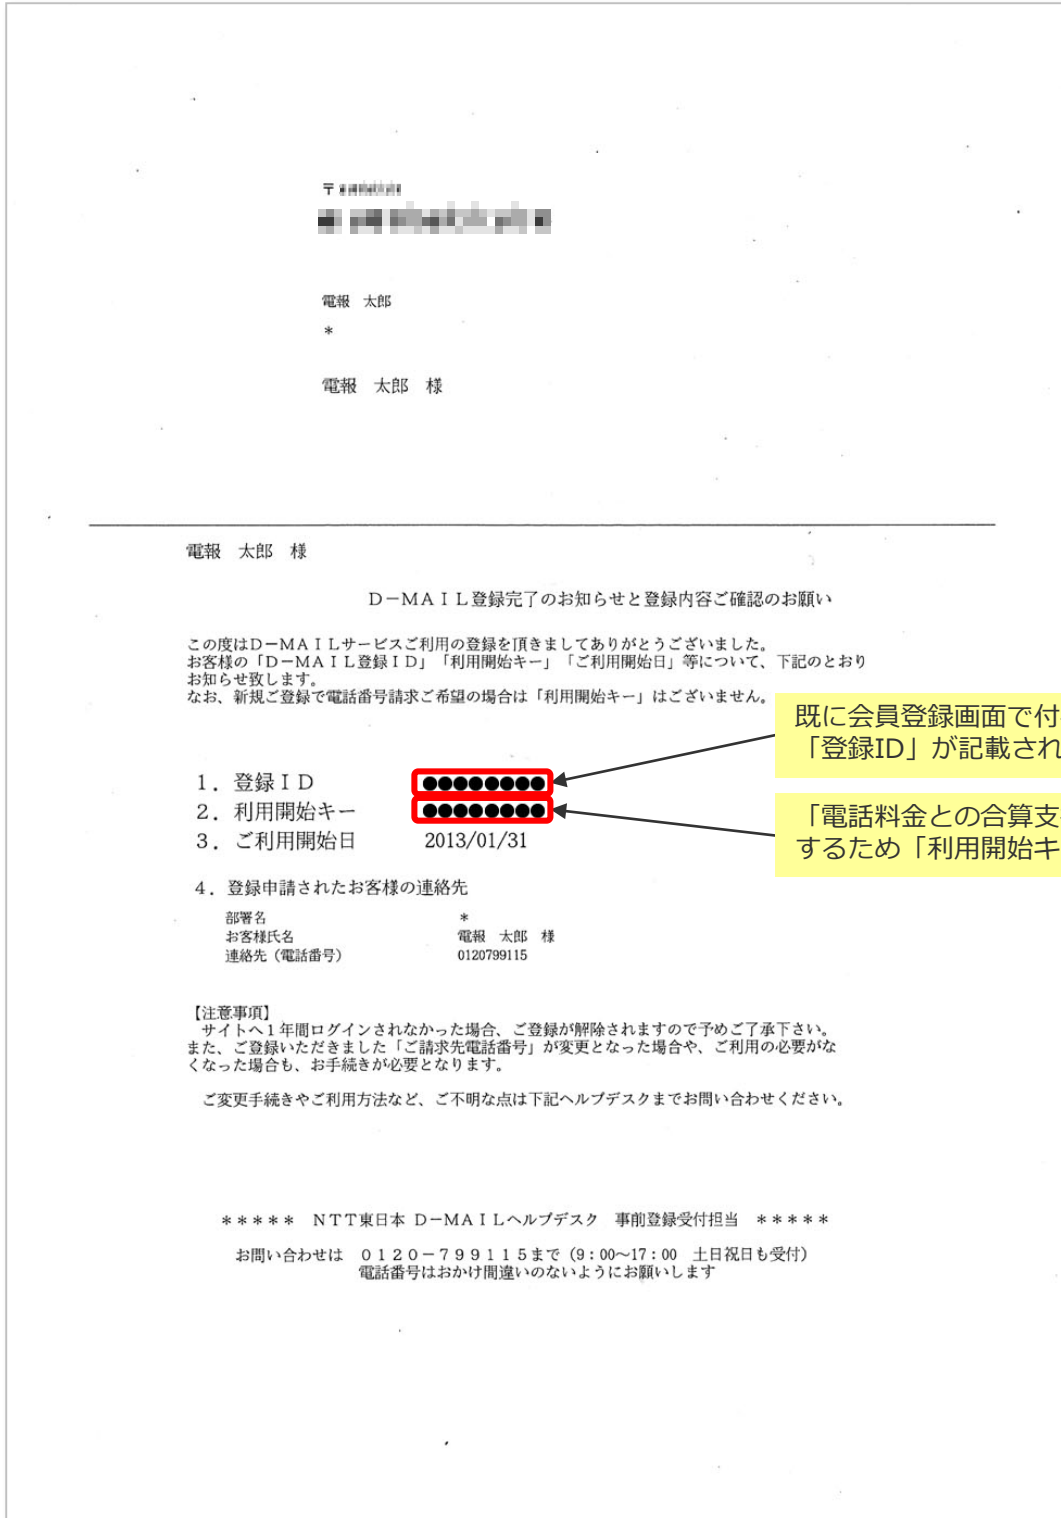 〒
電報　太郎
＊
電報　太郎　様
電報　太郎　様
Ｄ－ＭＡＩＬ登録完了のお知らせと登録内容ご確認のお願い
この度はＤ－ＭＡＩＬサービスご利用の登録を頂きましてありがとうございました。
お客様の「Ｄ－ＭＡＩＬ登録ＩＤ」「利用開始キー」「ご利用開始日」等について、下記のとおり
お知らせ致します。
なお、新規ご登録で電話番号請求ご希望の場合は「利用開始キー」はございません。
既に会員登録画面で付
「登録ID」が記載され
１．登録ＩＤ　●●●●●●●●
２．利用開始キー　●●●●●●●●
「電話料金との合算支
するため「利用開始キ
３．ご利用開始日　2013/01/31
４．登録申請されたお客様の連絡先
部署名　＊
お客様氏名　電報　太郎　様
連絡先（電話番号）　0120799115
【注意事項】
サイトへ１年間ログインされなかった場合、ご登録が解除されますので予めご了承下さい。
また、ご登録いただきました「ご請求先電話番号」が変更となった場合や、ご利用の必要がな
くなった場合も、お手続きが必要となります。
ご変更手続きやご利用方法など、ご不明な点は下記ヘルプデスクまでお問い合わせください。
＊＊＊＊＊　ＮＴＴ東日本 Ｄ－ＭＡＩＬヘルプデスク　事前登録受付担当　＊＊＊＊＊
お問い合わせは　０１２０－７９９１１５まで（9：00～17：00　土日祝日も受付）
電話番号はおかけ間違いのないようにお願いします